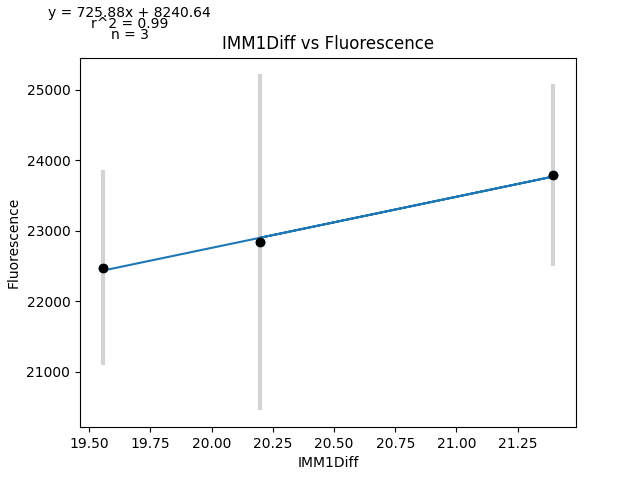 y = 725.88x + 8240.64
r^2 = 0.99
n = 3
IMM1Diff vs Fluorescence
25000
24000
23000
22000
21000
Fluorescence
19.50 19.75 20.00 20.25 20.50 20.75 21.00 21.25
IMM1Diff